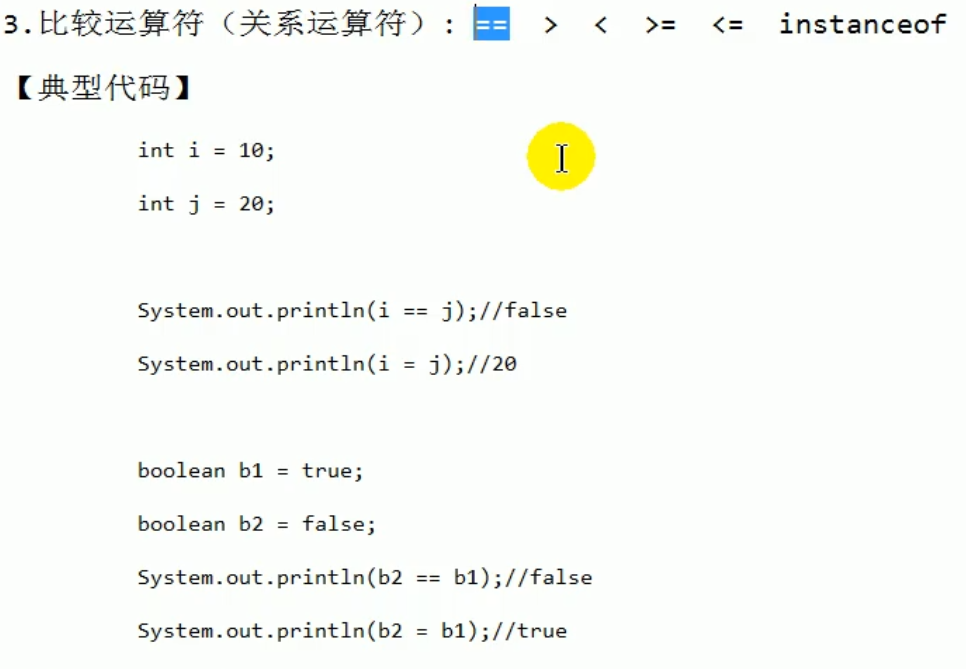 3.比较运算符（关系运算符）: == > < >= <= instanceof
【典型代码】
int i = 10;
int j = 20;
System.out.println(i == j);//false
System.out.println(i = j);//20
boolean b1 = true;
boolean b2 = false;
System.out.println(b2 == b1);//false
System.out.println(b2 = b1);//true